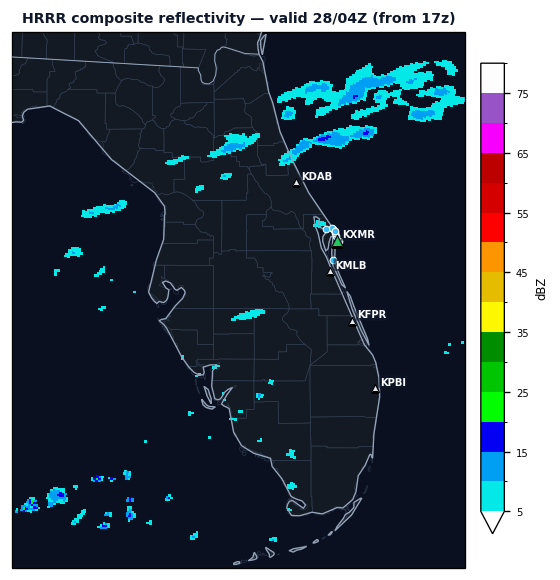 HRRR composite reflectivity — valid 28/04Z (from 17z)
KDAB
KXMR
KMLB
KFPR
KPBI
75
65
55
45
35
25
15
5
dBZ